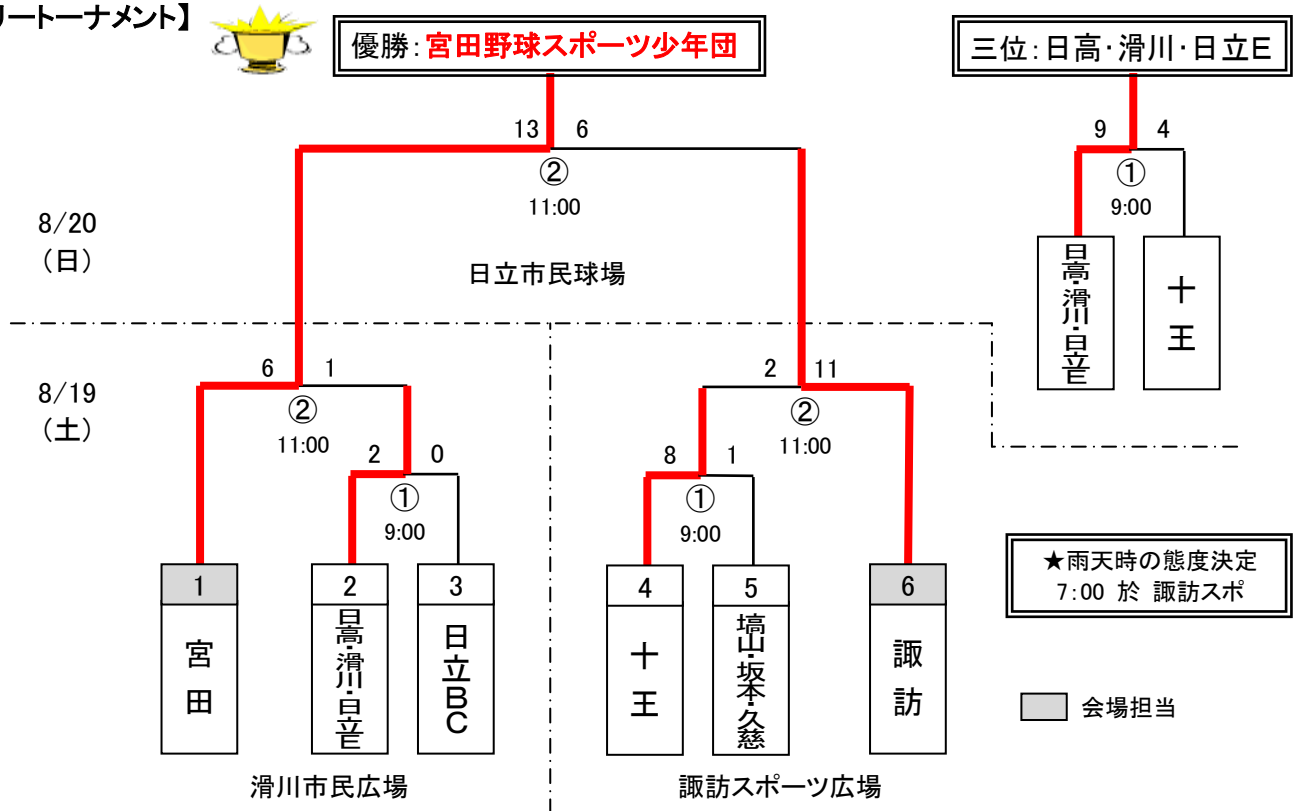 リートーナメント】
優勝：宮田野球スポーツ少年団
三位：日高・滑川・日立Ｅ
13 6
②
11:00
9 4
①
9:00
日高・滑川・日立Ｅ
十王
8/20
（日）
日立市民球場
8/19
（土）
6 1
②
11:00
2 11
②
11:00
2 0
①
9:00
8 1
①
9:00
1
宮田
2
日高・滑川・日立Ｅ
3
日立ＢＣ
4
十王
5
塙山・坂本・久慈
6
諏訪
★雨天時の態度決定
7:00 於 諏訪スポ
会場担当
滑川市民広場
諏訪スポーツ広場